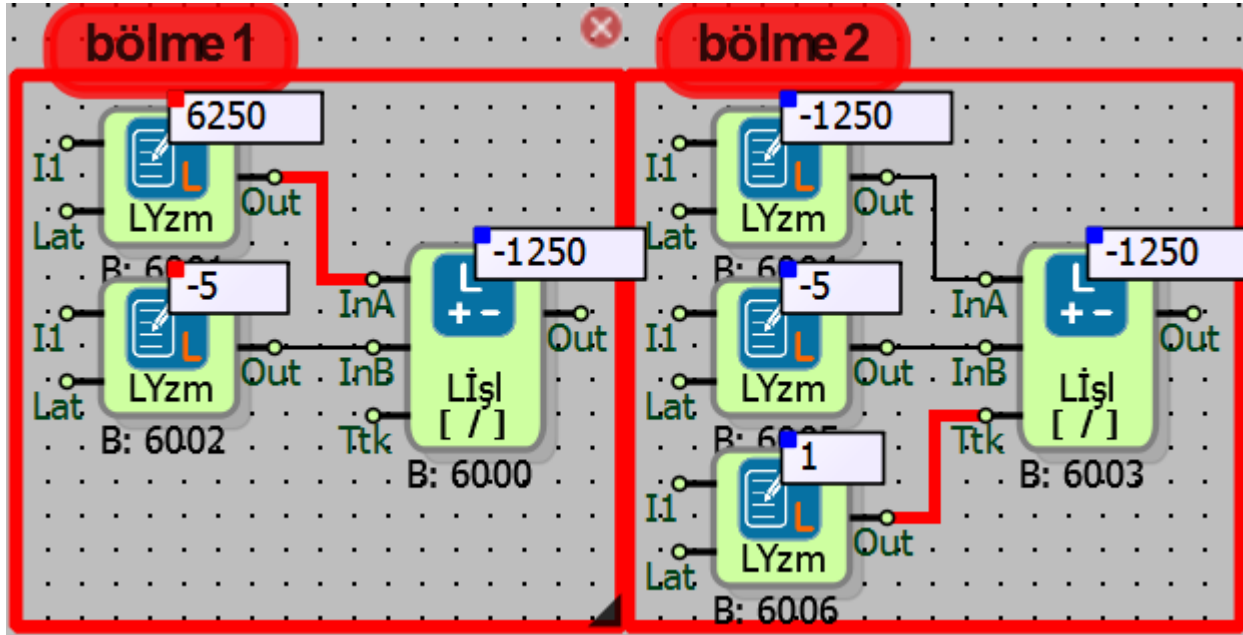 bölme 1
6250
I1
Lat
Out
LYzm
-5
B: 6002
I1
Lat
Out
LYzm
-1250
InA
InB
Ttk
Out
Lİşl
[ / ]
B: 6000
bölme 2
-1250
I1
Lat
Out
LYzm
-5
I1
Lat
Out
LYzm
1
I1
Lat
Out
LYzm
B: 6006
-1250
InA
InB
Ttk
Out
L
Lİşl
[ / ]
B: 6003